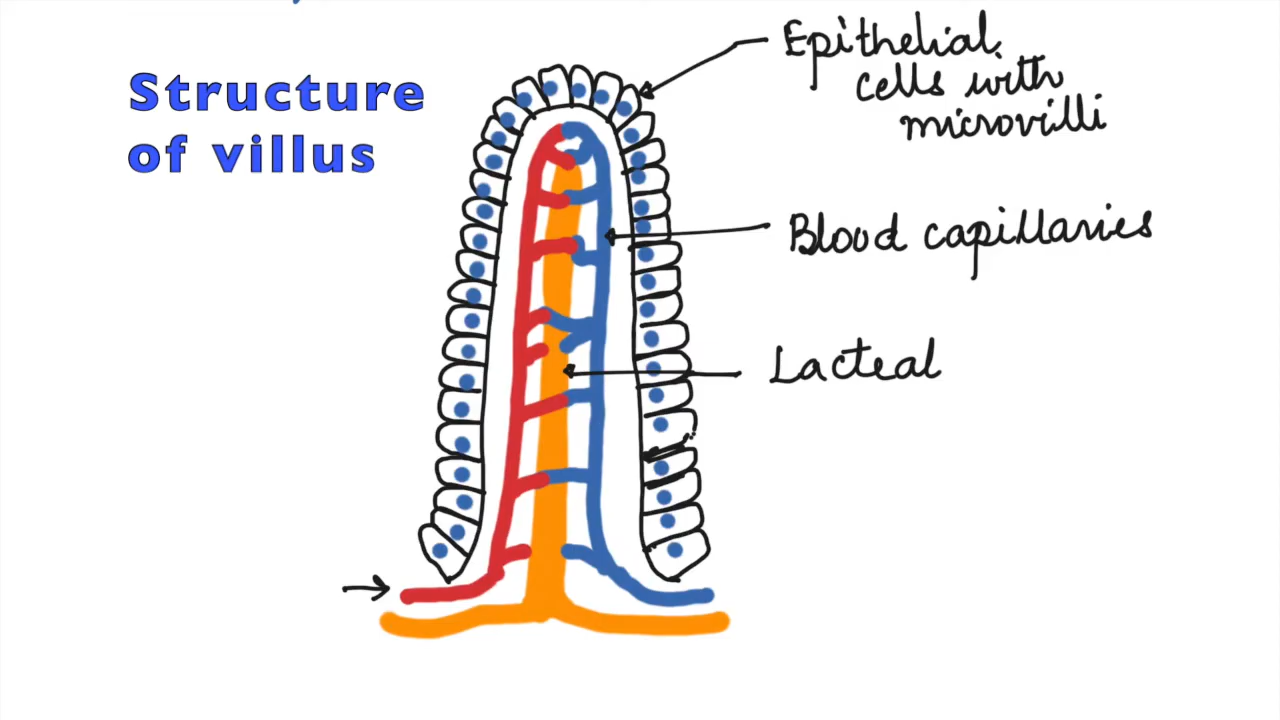 Structure
of villus
Epithelial
cells with
microvilli
Blood capillaries
Lacteal